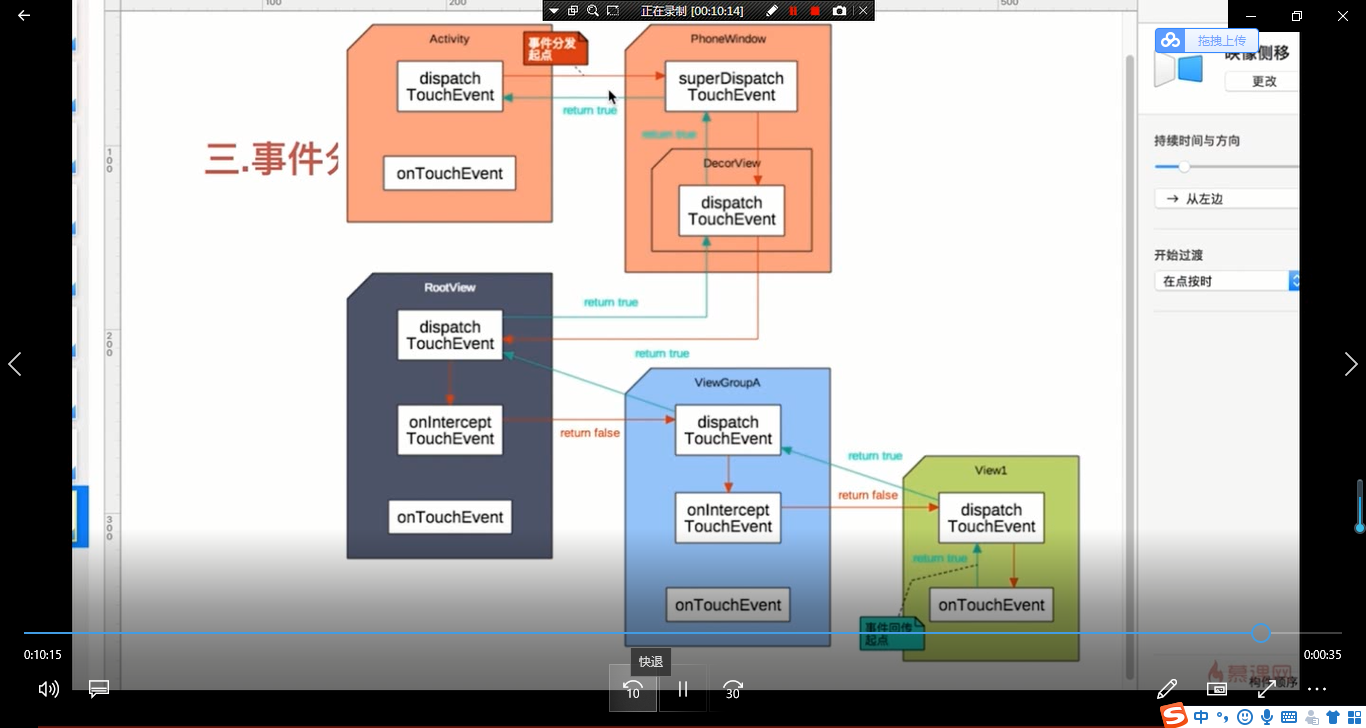 100
200
500
正在录制 [00:10:14]
拖拽上传
映像侧移
更改
Activity
事件分发
起点
PhoneWindow
dispatch
TouchEvent
superDispatch
TouchEvent
return true
return true
100
三.事件分
DecorView
持续时间与方向
onTouchEvent
dispatch
TouchEvent
从左边
开始过渡
在点按时
RootView
return true
dispatch
TouchEvent
200
return true
ViewGroupA
onIntercept
TouchEvent
return false
dispatch
TouchEvent
return true
View1
return false
onIntercept
TouchEvent
dispatch
TouchEvent
300
onTouchEvent
return true
onTouchEvent
onTouchEvent
事件回传
起点
0:10:15
快退
0:00:35
10
30
慕课网
构件顺序
中